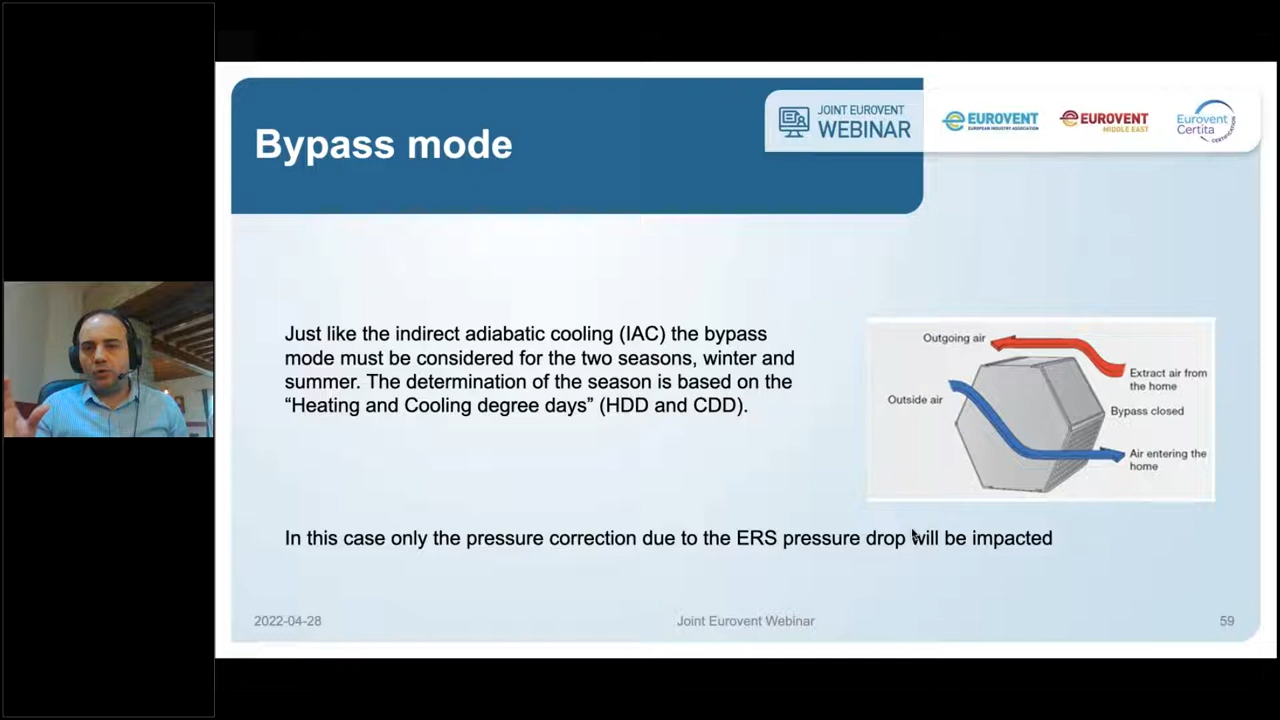 Bypass mode
JOINT EUROVENT
WEBINAR
EUROVENT
EUROPEAN INDUSTRY ASSOCIATION
EUROVENT
MIDDLE EAST
Eurovent
Certita
CERTIFICATION
Just like the indirect adiabatic cooling (IAC) the bypass
mode must be considered for the two seasons, winter and
summer. The determination of the season is based on the
“Heating and Cooling degree days” (HDD and CDD).
Outgoing air
Extract air from
the home
Outside air
Bypass closed
Air entering the
home
In this case only the pressure correction due to the ERS pressure drop will be impacted
2022-04-28
Joint Eurovent Webinar
59